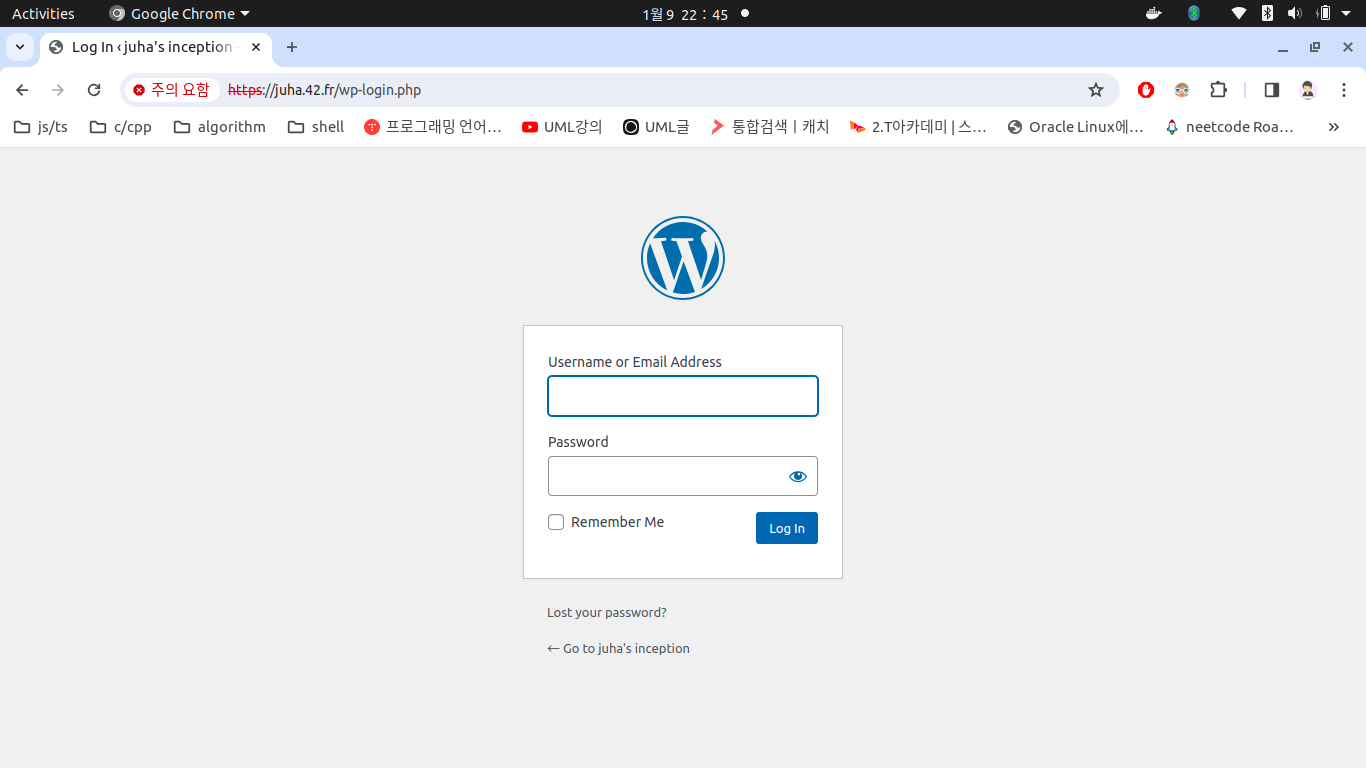 Activities Google Chrome 1월 9 22 : 45
Log In ‹ juha's inception
주의 요함 https://juha.42.fr/wp-login.php
js/ts c/cpp algorithm shell 프로그래밍 언어… UML강의 UML글 통합검색 | 캐치 2.T아카데미 | 스… Oracle Linux에… neetcode Roa… »
Username or Email Address
Password
Remember Me Log In
Lost your password?
← Go to juha's inception